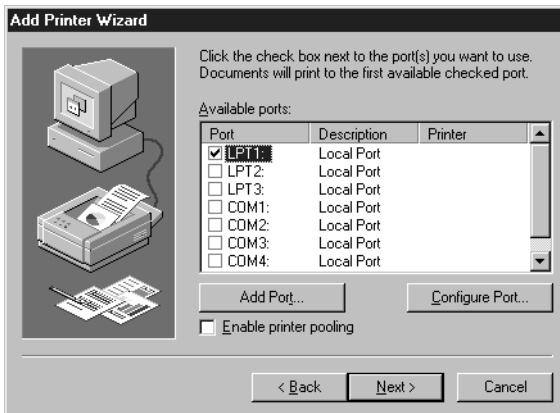 Add Printer Wizard
Click the check box next to the port(s) you want to use.
Documents will print to the first available checked port.
Available ports:
Port Description Printer
LPT1: Local Port
LPT2: Local Port
LPT3: Local Port
COM1: Local Port
COM2: Local Port
COM3: Local Port
COM4: Local Port
Add Port... Configure Port...
Enable printer pooling
< Back Next > Cancel